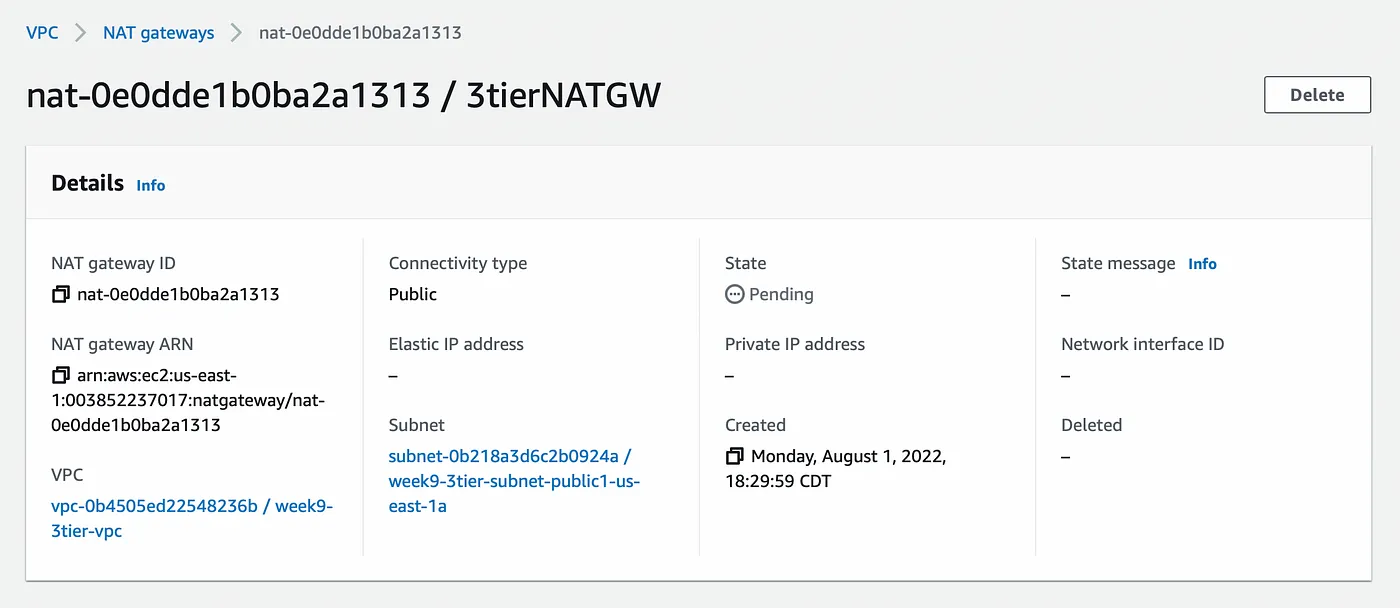 VPC > NAT gateways > nat-0e0dde1b0ba2a1313
nat-0e0dde1b0ba2a1313 / 3tierNATGW
Delete
Details Info
NAT gateway ID
nat-0e0dde1b0ba2a1313
NAT gateway ARN
arn:aws:ec2:us-east-
1:003852237017:natgateway/nat-
0e0dde1b0ba2a1313
VPC
vpc-0b4505ed22548236b / week9-
3tier-vpc
Connectivity type
Public
Elastic IP address
–
Subnet
subnet-0b218a3d6c2b0924a /
week9-3tier-subnet-public1-us-
east-1a
State
Pending
Private IP address
–
Created
Monday, August 1, 2022,
18:29:59 CDT
State message Info
–
Network interface ID
–
Deleted
–